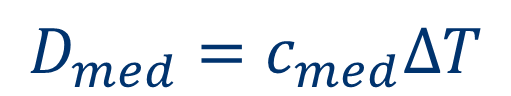 D_med = c_med ΔT